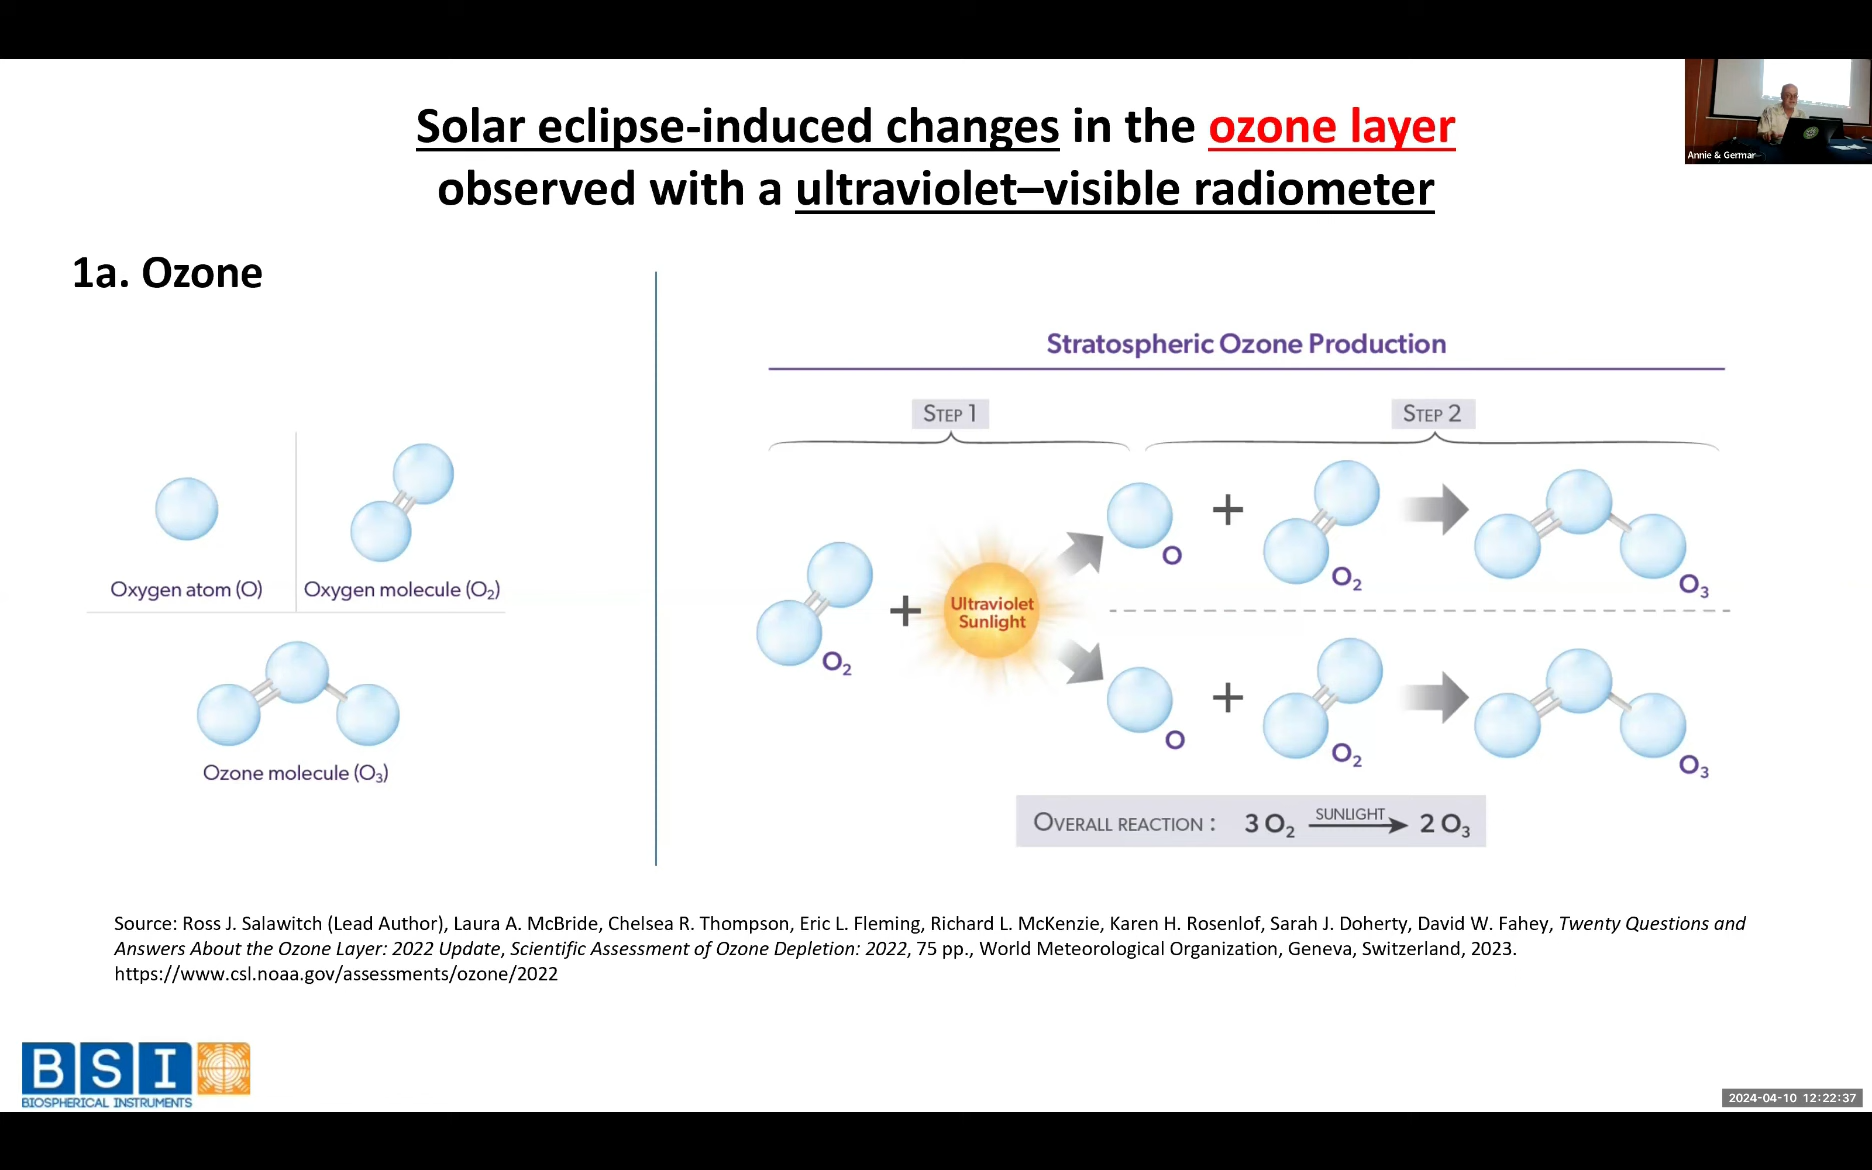 Solar eclipse-induced changes in the ozone layer
observed with a ultraviolet–visible radiometer
Annie & Germar
1a. Ozone
Oxygen atom (O)
Oxygen molecule (O₂)
Ozone molecule (O₃)
Stratospheric Ozone Production
STEP 1
STEP 2
O₂
+
Ultraviolet
Sunlight
O
+
O₂
O₃
O
+
O₂
O₃
OVERALL REACTION : 3 O₂ SUNLIGHT 2 O₃
Source: Ross J. Salawitch (Lead Author), Laura A. McBride, Chelsea R. Thompson, Eric L. Fleming, Richard L. McKenzie, Karen H. Rosenlof, Sarah J. Doherty, David W. Fahey, Twenty Questions and
Answers About the Ozone Layer: 2022 Update, Scientific Assessment of Ozone Depletion: 2022, 75 pp., World Meteorological Organization, Geneva, Switzerland, 2023.
https://www.csl.noaa.gov/assessments/ozone/2022
BSI
BIOSPHERICAL INSTRUMENTS
2024-04-10 12:22:37